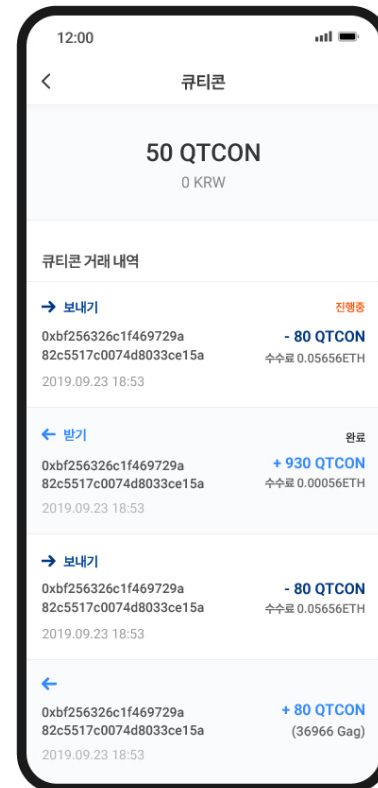 12:00
큐티콘
50 QTCON
0 KRW
큐티콘 거래 내역
보내기
진행중
0xbf256326c1f469729a
82c5517c0074d8033ce15a
- 80 QTCON
수수료 0.05656ETH
2019.09.23 18:53
받기
완료
0xbf256326c1f469729a
82c5517c0074d8033ce15a
+ 930 QTCON
수수료 0.00056ETH
2019.09.23 18:53
보내기
0xbf256326c1f469729a
82c5517c0074d8033ce15a
- 80 QTCON
수수료 0.05656ETH
2019.09.23 18:53
0xbf256326c1f469729a
82c5517c0074d8033ce15a
+ 80 QTCON
(36966 Gag)
2019.09.23 18:53